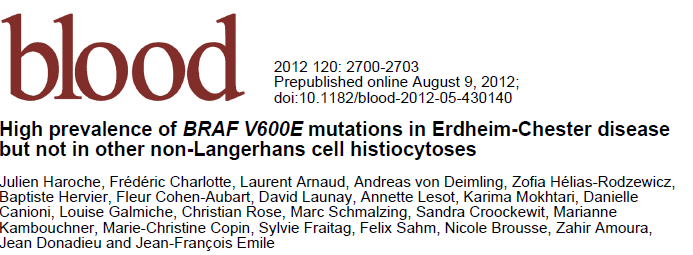 blood
2012 120: 2700-2703
Prepublished online August 9, 2012;
doi:10.1182/blood-2012-05-430140
High prevalence of BRAF V600E mutations in Erdheim-Chester disease
but not in other non-Langerhans cell histiocytoses
Julien Haroche, Frédéric Charlotte, Laurent Arnaud, Andreas von Deimling, Zofia Hélias-Rodzewicz,
Baptiste Hervier, Fleur Cohen-Aubart, David Launay, Annette Lesot, Karima Mokhtari, Danielle
Canioni, Louise Galmiche, Christian Rose, Marc Schmalzing, Sandra Croockewit, Marianne
Kambouchner, Marie-Christine Copin, Sylvie Fraitag, Felix Sahm, Nicole Brousse, Zahir Amoura,
Jean Donadieu and Jean-François Emile